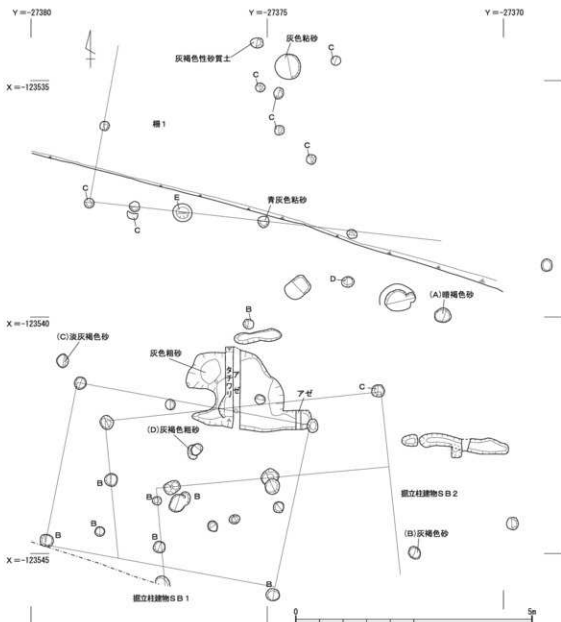 Y=-27380
Y=-27375
Y=-27370
灰色粘砂
灰褐色性砂質土
C
C
X=-123535
C
柵1
C
C
E
青灰色粘砂
C
D
(A)暗褐色砂
B
X=-123540
(C)淡灰褐色砂
灰色粗砂
アゼ
タチワリ
アゼ
C
(D)灰褐色粗砂
B
B
B
掘立柱建物SB2
B
B
B
(B)灰褐色砂
X=-123545
掘立柱建物SB1
B
0
5m